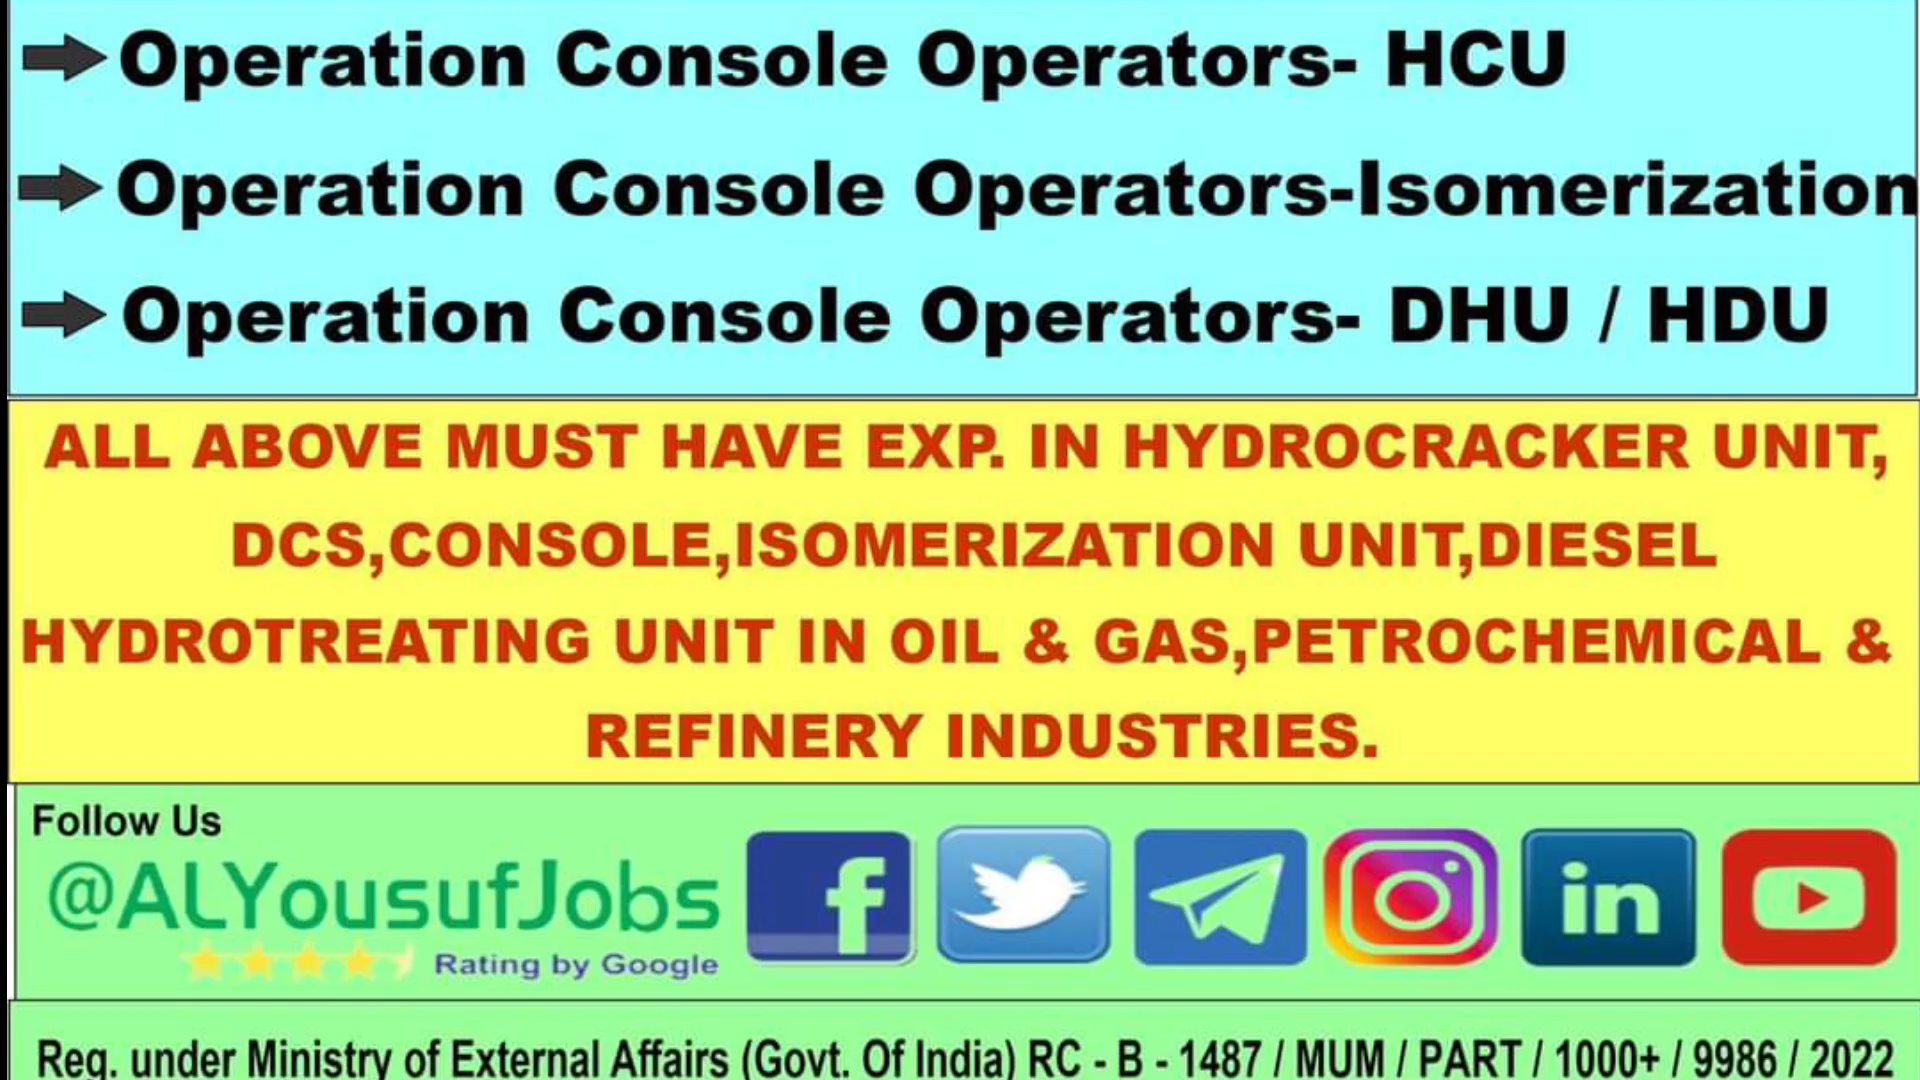 Operation Console Operators- HCU
Operation Console Operators-Isomerization
Operation Console Operators- DHU / HDU
ALL ABOVE MUST HAVE EXP. IN HYDROCRACKER UNIT,
DCS,CONSOLE,ISOMERIZATION UNIT,DIESEL
HYDROTREATING UNIT IN OIL & GAS,PETROCHEMICAL &
REFINERY INDUSTRIES.
Follow Us
@ALYousufJobs
Rating by Google
f
in
Reg. under Ministry of External Affairs (Govt. Of India) RC - B - 1487 / MUM / PART / 1000+ / 9986 / 2022